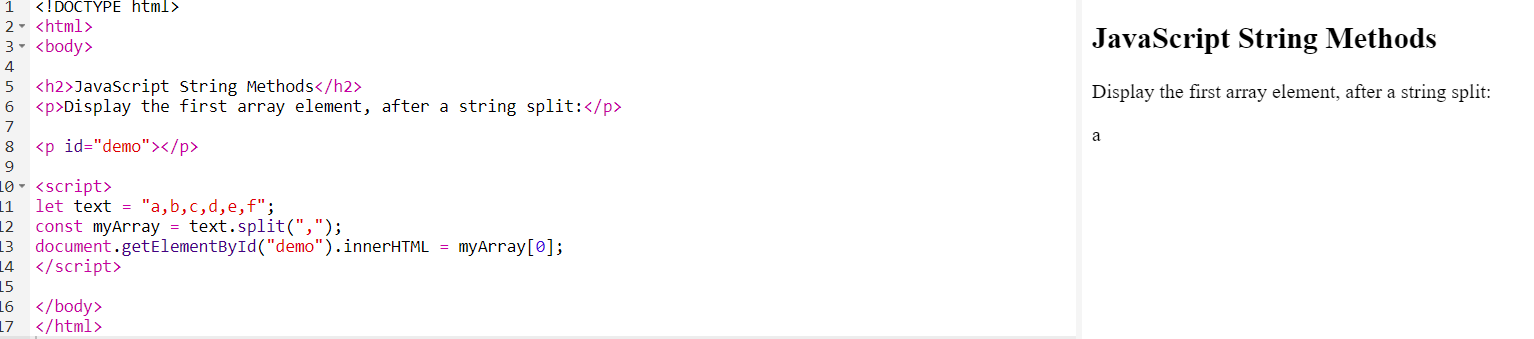 1 <!DOCTYPE html>
2 <html>
3 <body>
4
5 <h2>JavaScript String Methods</h2>
6 <p>Display the first array element, after a string split:</p>
7
8 <p id="demo"></p>
9
10 <script>
11 let text = "a,b,c,d,e,f";
12 const myArray = text.split(",");
13 document.getElementById("demo").innerHTML = myArray[0];
14 </script>
15
16 </body>
17 </html>
JavaScript String Methods
Display the first array element, after a string split:
a